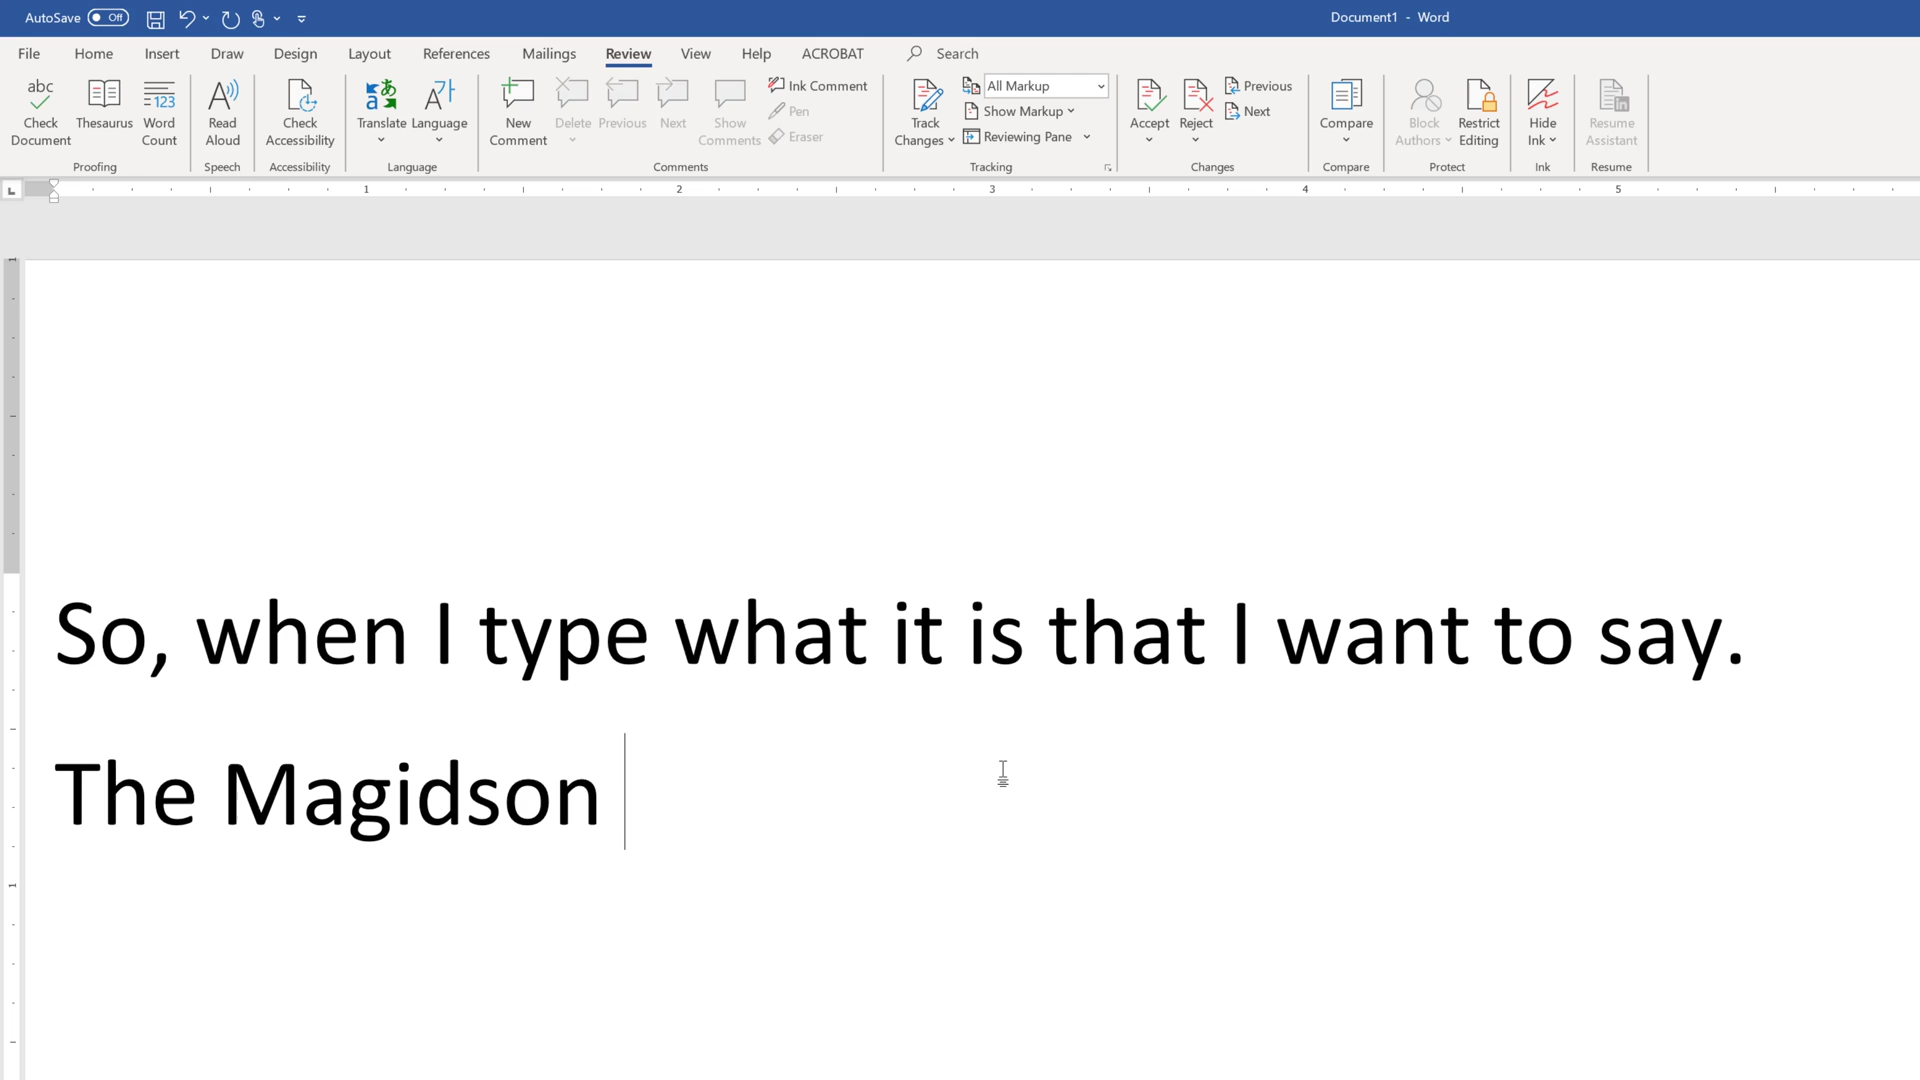 AutoSave Off Document1 - Word
File Home Insert Draw Design Layout References Mailings Review View Help ACROBAT Search
abc Check Document
Thesaurus
123 Word Count
Proofing
Read Aloud
Speech
Check Accessibility
Accessibility
Translate
Language
Language
New Comment
Delete
Previous
Next
Show Comments
Ink Comment
Pen
Eraser
Comments
Track Changes
All Markup
Show Markup
Reviewing Pane
Tracking
Accept
Reject
Previous
Next
Changes
Compare
Compare
Block Authors
Restrict Editing
Protect
Hide Ink
Ink
Resume Assistant
Resume
1 2 3 4 5
1
So, when I type what it is that I want to say.
The Magidson
1